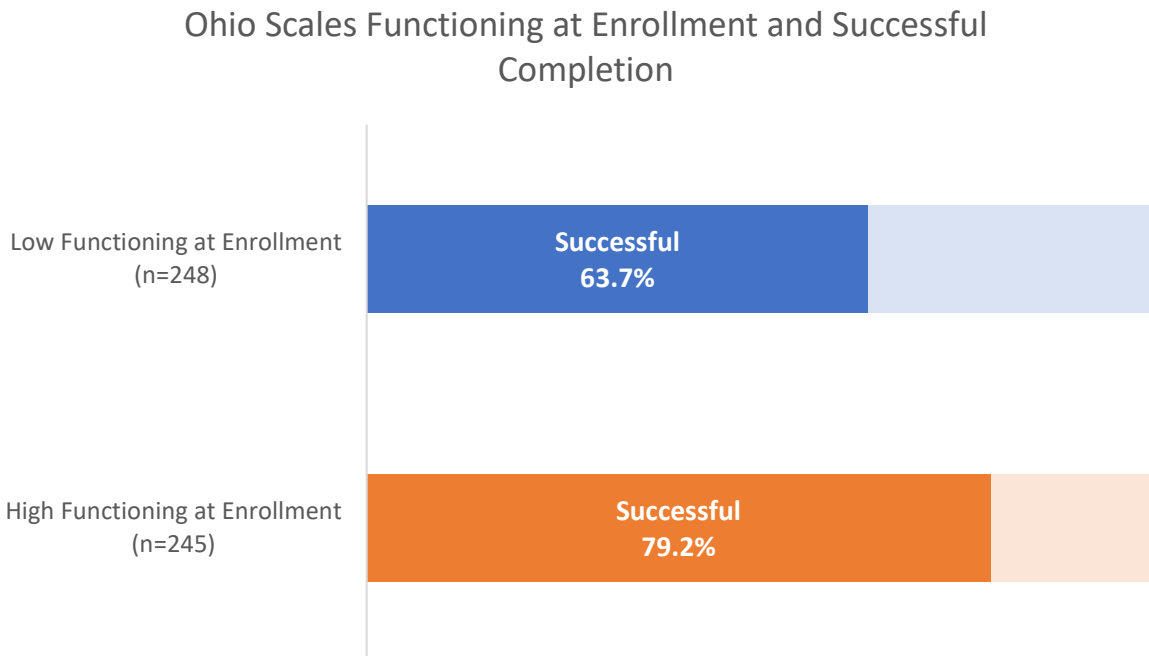 Ohio Scales Functioning at Enrollment and Successful
Completion
Low Functioning at Enrollment
(n=248)
Successful
63.7%
High Functioning at Enrollment
(n=245)
Successful
79.2%